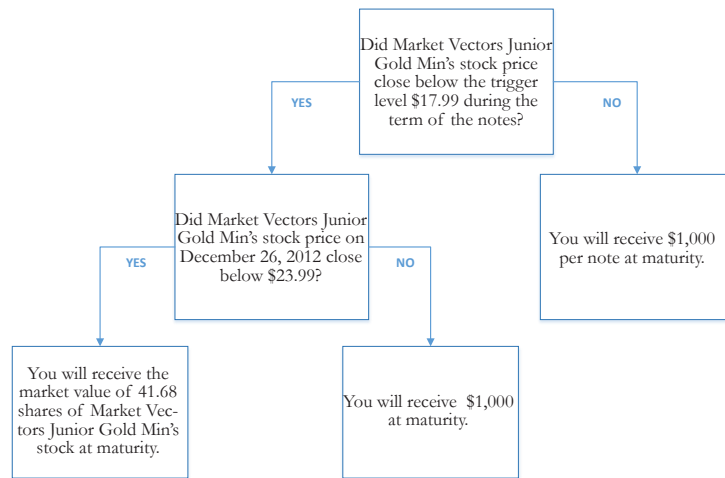 Did Market Vectors Junior
Gold Min's stock price
close below the trigger
level $17.99 during the
term of the notes?
YES
NO
Did Market Vectors Junior
Gold Min's stock price on
December 26, 2012 close
below $23.99?
You will receive $1,000
per note at maturity.
YES
NO
You will receive the
market value of 41.68
shares of Market Vec-
tors Junior Gold Min's
stock at maturity.
You will receive $1,000
at maturity.